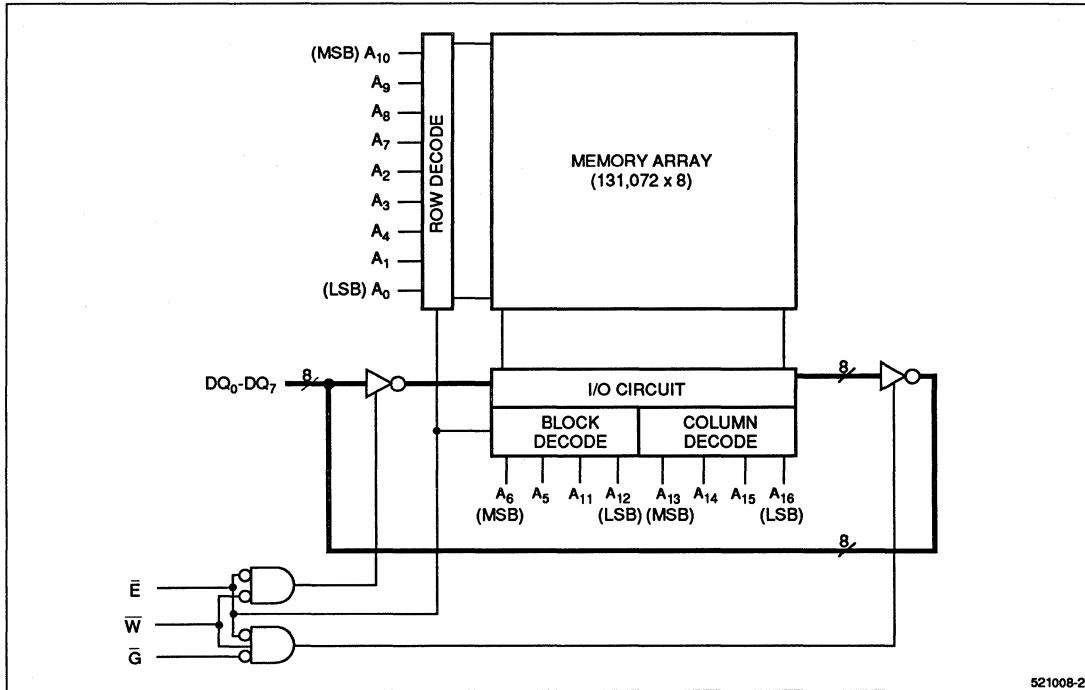 (MSB) A10
A9
A8
A7
A2
A3
A4
A1
(LSB) A0
ROW DECODE
MEMORY ARRAY
(131,072 x 8)
DQ0-DQ7
8
I/O CIRCUIT
8
BLOCK
DECODE
COLUMN
DECODE
A6 A5 A11 A12 A13 A14 A15 A16
(MSB) (LSB) (MSB) (LSB)
8
E̅
W̅
G̅
521008-2